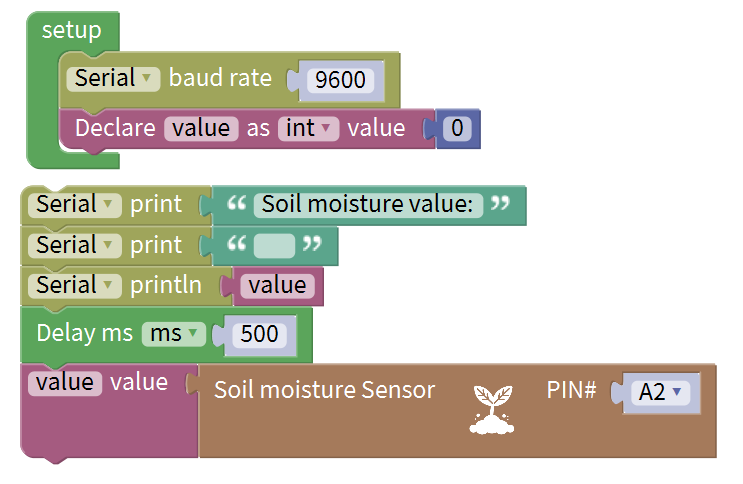 setup
Serial baud rate 9600
Declare value as int value 0
Serial print “ Soil moisture value: ”
Serial print “ ”
Serial println value
Delay ms ms 500
value value Soil moisture Sensor PIN# A2